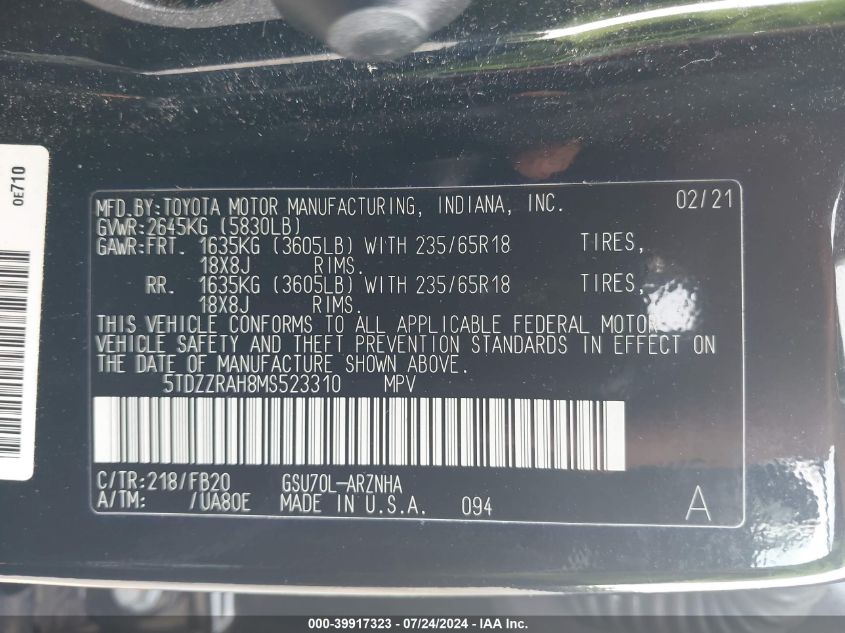 OE710
MFD.BY:TOYOTA MOTOR MANUFACTURING, INDIANA, INC. 02/21
GVWR:2645KG (5830LB)
GAWR:FRT. 1635KG (3605LB) WITH 235/65R18 TIRES,
18X8J RIMS.
RR. 1635KG (3605LB) WITH 235/65R18 TIRES,
18X8J RIMS.
THIS VEHICLE CONFORMS TO ALL APPLICABLE FEDERAL MOTOR
VEHICLE SAFETY AND THEFT PREVENTION STANDARDS IN EFFECT ON
THE DATE OF MANUFACTURE SHOWN ABOVE.
5TDZZRAH8MS523310 MPV
C/TR:218/FB20 GSU70L-ARZNHA
A/TM: /UA80E MADE IN U.S.A. 094 A
000-39917323 - 07/24/2024 - IAA Inc.